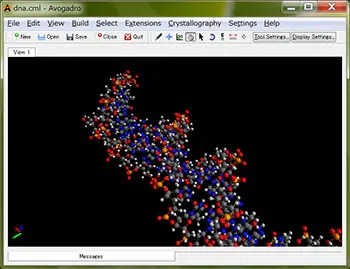 dna.cml - Avogadro
File Edit View Build Select Extensions Crystallography Settings Help
New Open Save Close Quit Tool Settings... Display Settings...
View 1
Messages